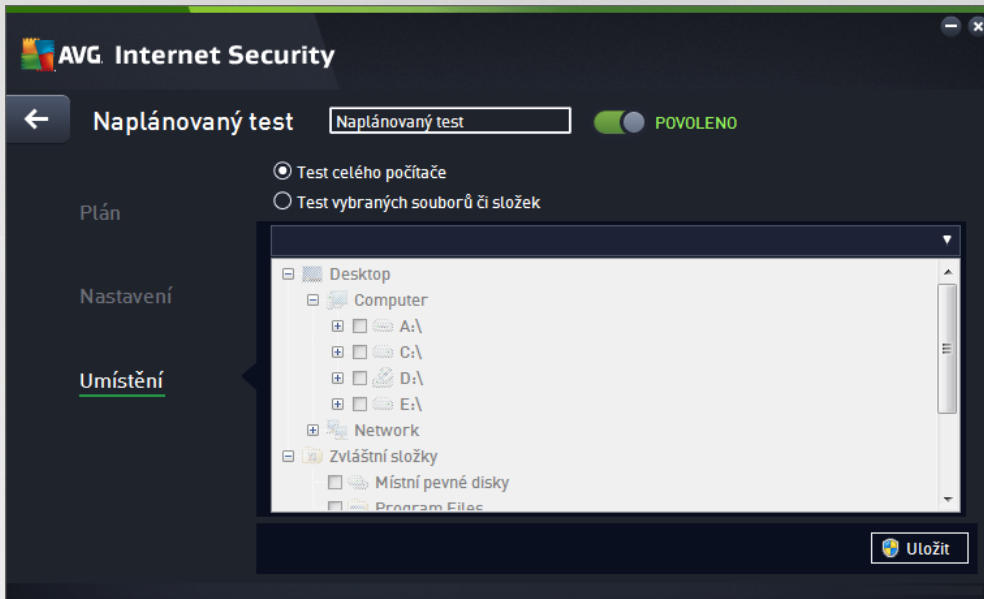 AVG Internet Security
Naplánovaný test
Naplánovaný test
POVOLENO
Test celého počítače
Test vybraných souborů či složek
Plán
Nastavení
Umístění
Desktop
Computer
A:\
C:\
D:\
E:\
Network
Zvláštní složky
Místní pevné disky
Program Files
Uložit